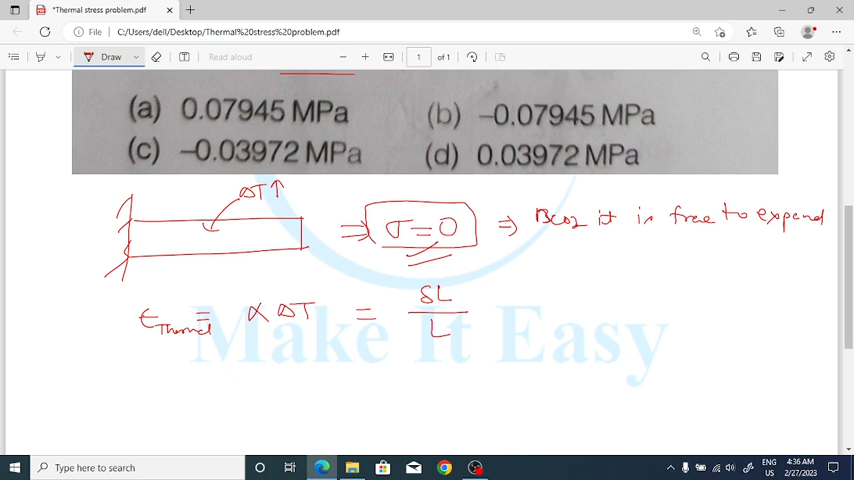 *Thermal stress problem.pdf
File
C:/Users/dell/Desktop/Thermal%20stress%20problem.pdf
Draw
Read aloud
1 of 1
(a) 0.07945 MPa (b) –0.07945 MPa
(c) –0.03972 MPa (d) 0.03972 MPa
ΔT↑
⇒ σ = 0 ⇒ Bcoz it is free to expand
ϵThermal = α ΔT = δL / L
Make It Easy
Type here to search
ENG
US
4:36 AM
2/27/2023